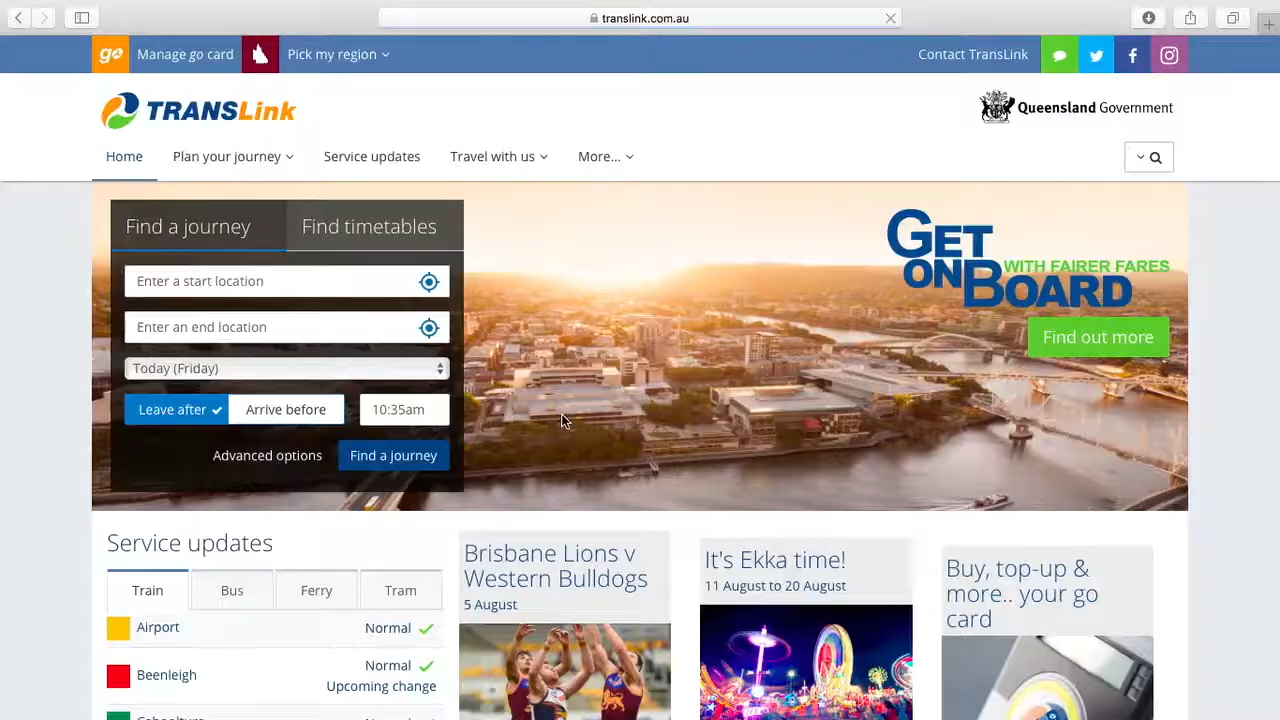 translink.com.au
go Manage go card Pick my region Contact TransLink
TRANSLink
Queensland Government
Home Plan your journey Service updates Travel with us More...
Find a journey Find timetables
Enter a start location
Enter an end location
Today (Friday)
Leave after Arrive before 10:35am
Advanced options Find a journey
GET
ON BOARD
WITH FAIRER FARES
Find out more
Service updates
Train Bus Ferry Tram
Airport Normal
Beenleigh Normal
Upcoming change
Brisbane Lions v
Western Bulldogs
5 August
It's Ekka time!
11 August to 20 August
Buy, top-up &
more.. your go
card